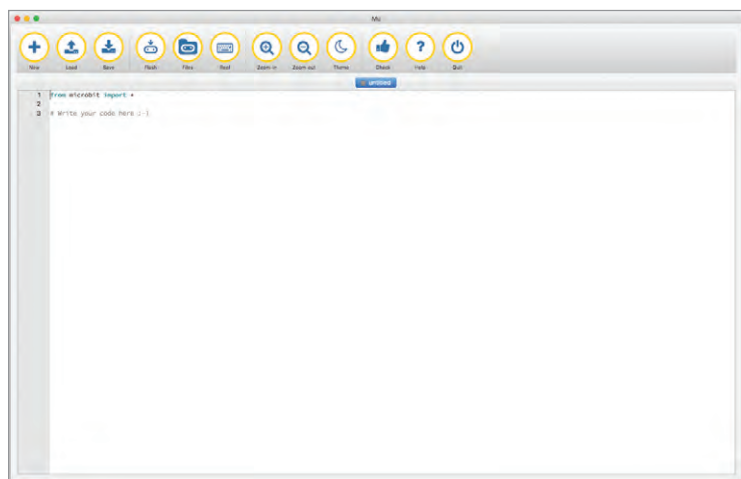 Mu
New Load Save Flash Files Repl Zoom in Zoom out Theme Check Help Quit
untitled
1 from microbit import *
2
3 # Write your code here :-)